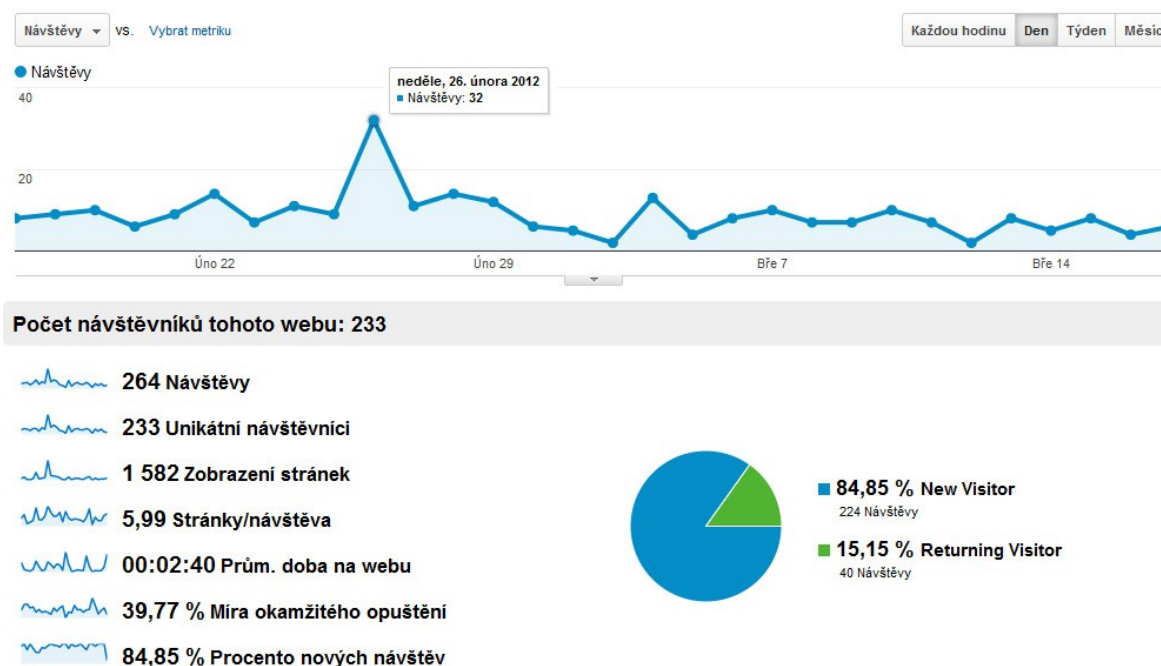 Návštěvy vs. Vybrat metriku
Každou hodinu Den Týden Měsíc
Návštěvy
neděle, 26. února 2012
Návštěvy: 32
40
20
Úno 22 Úno 29 Bře 7 Bře 14
Počet návštěvníků tohoto webu: 233
264 Návštěvy
233 Unikátní návštěvníci
1 582 Zobrazení stránek
5,99 Stránky/návštěva
00:02:40 Prům. doba na webu
39,77 % Míra okamžitého opuštění
84,85 % Procento nových návštěv
84,85 % New Visitor
224 Návštěvy
15,15 % Returning Visitor
40 Návštěvy